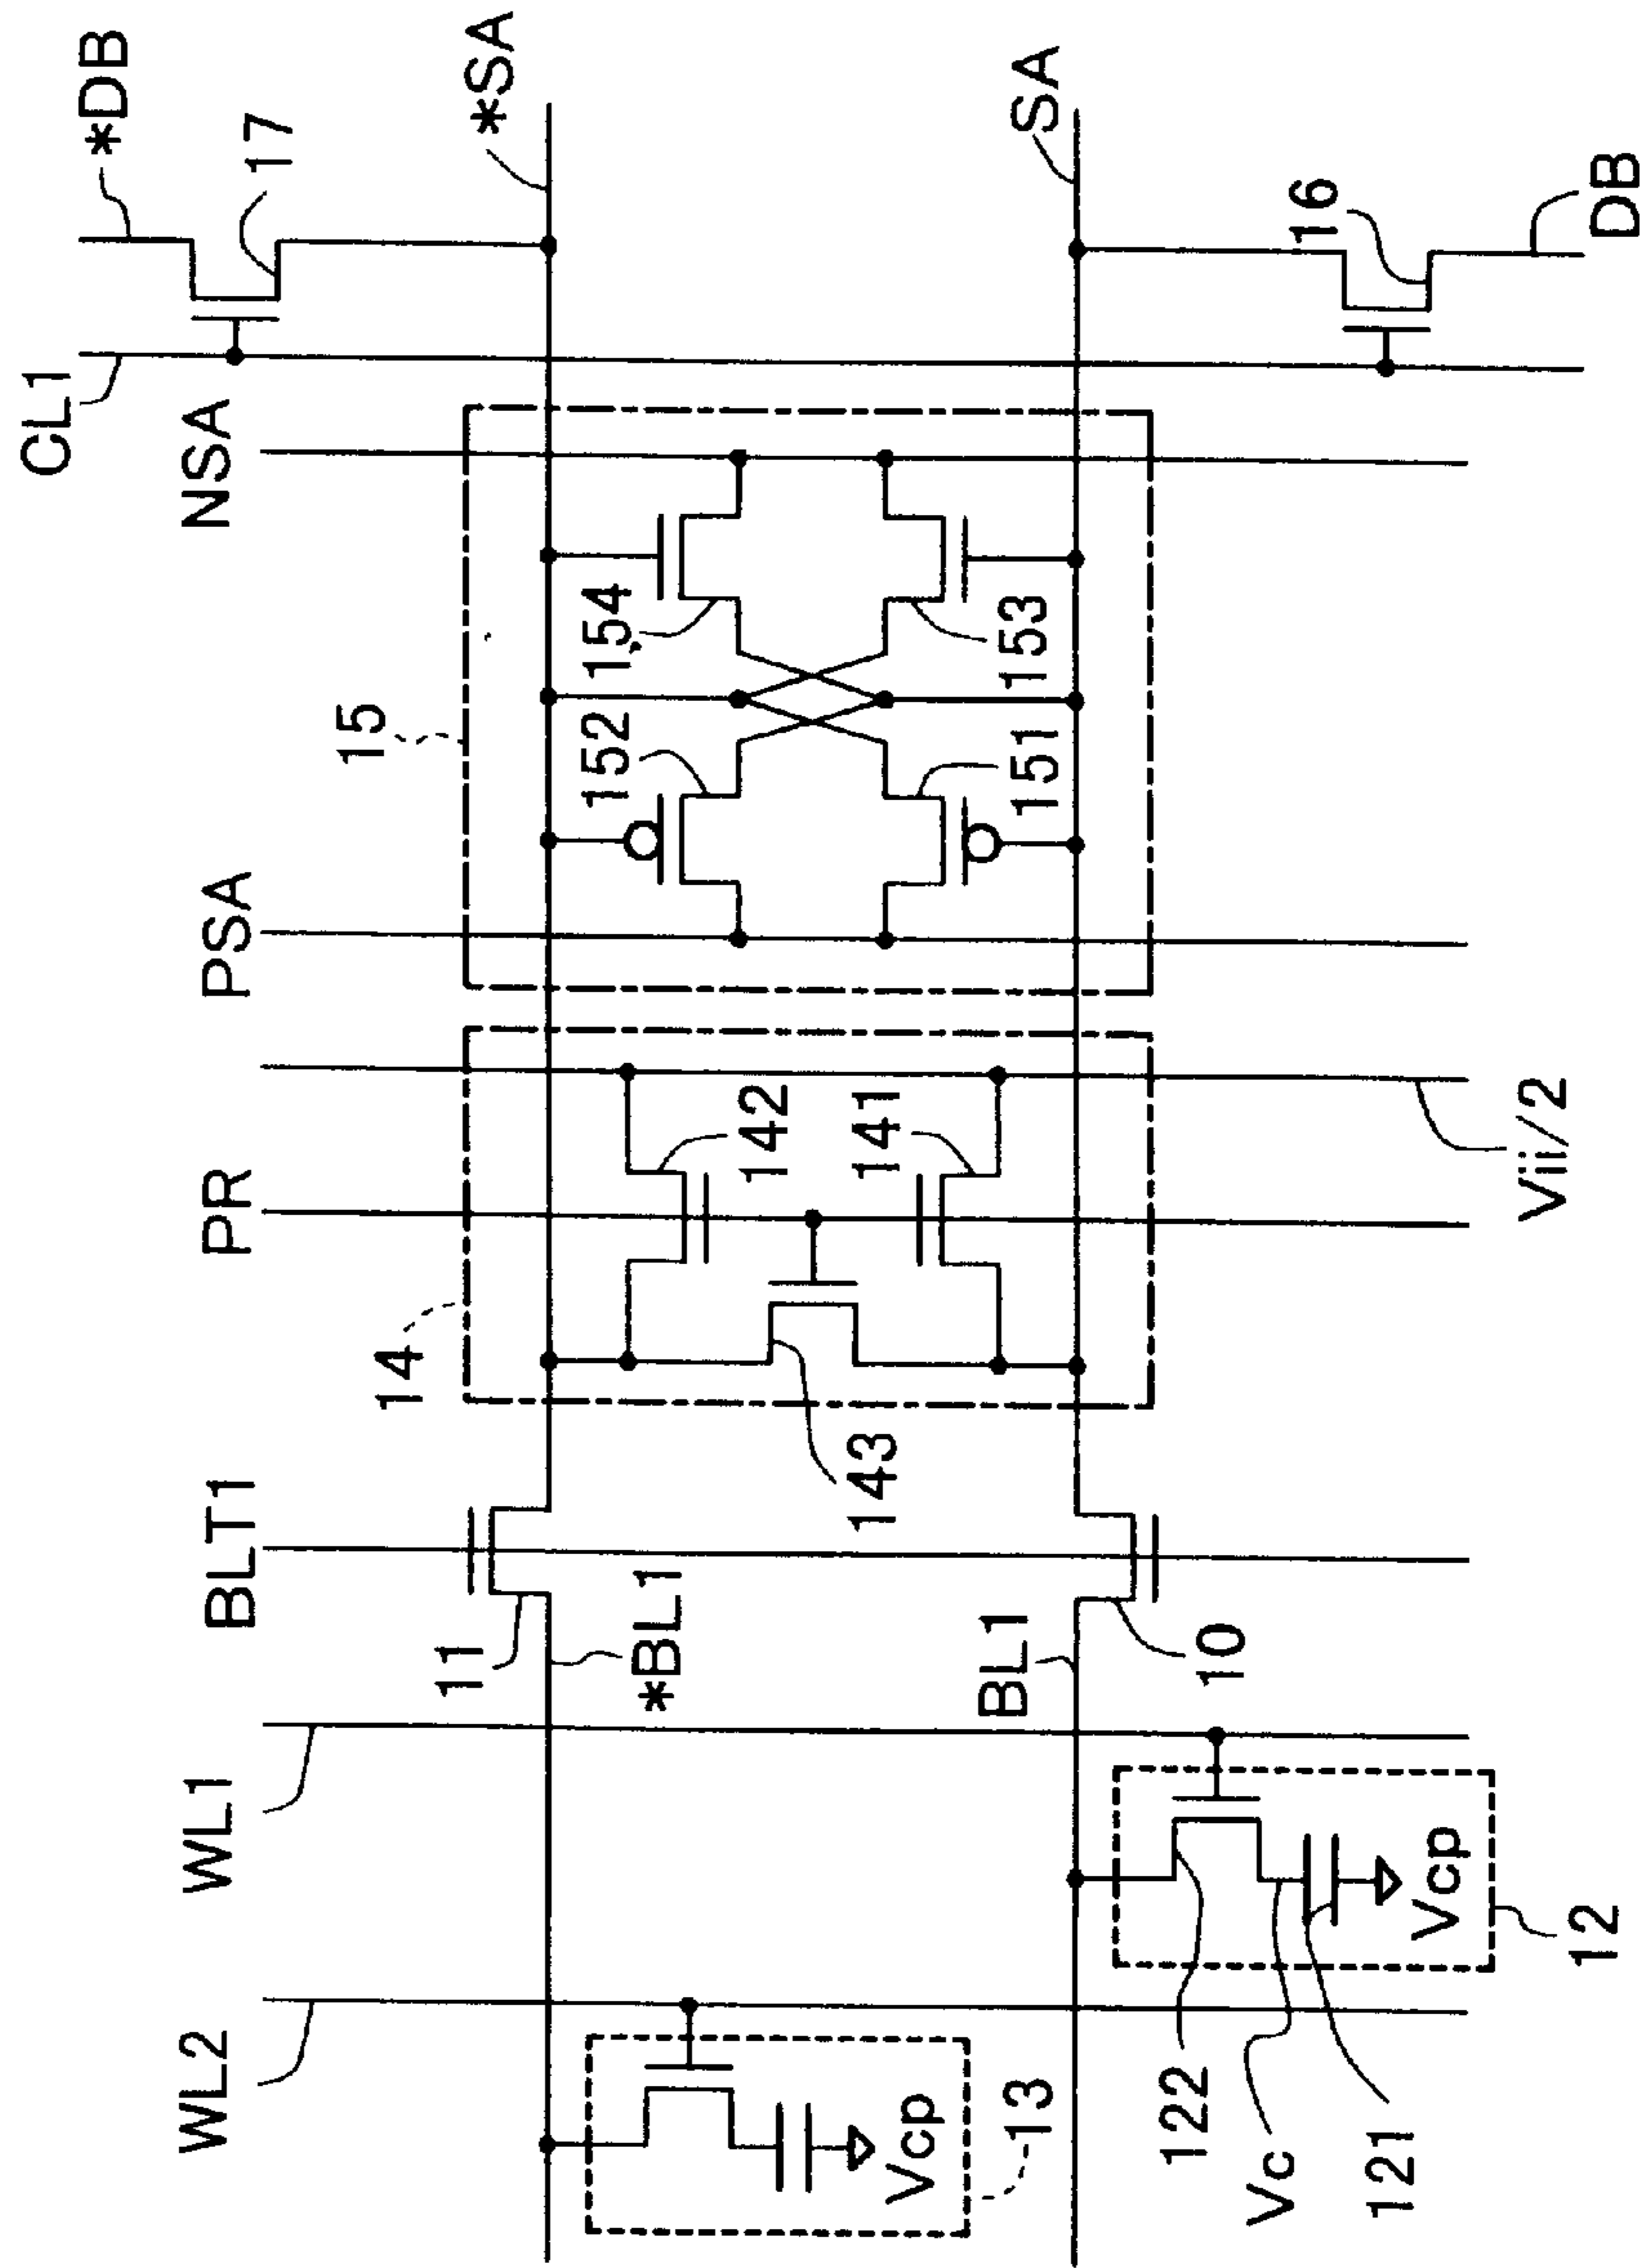 WL2
WL1
BLT1
PR
PSA
NSA
CL1
*DB
17
*SA
11
*BL1
14
142
15
152
154
13
Vcp
BL1
10
143
141
151
153
SA
122
Vc
121
Vcp
12
Vii/2
16
DB